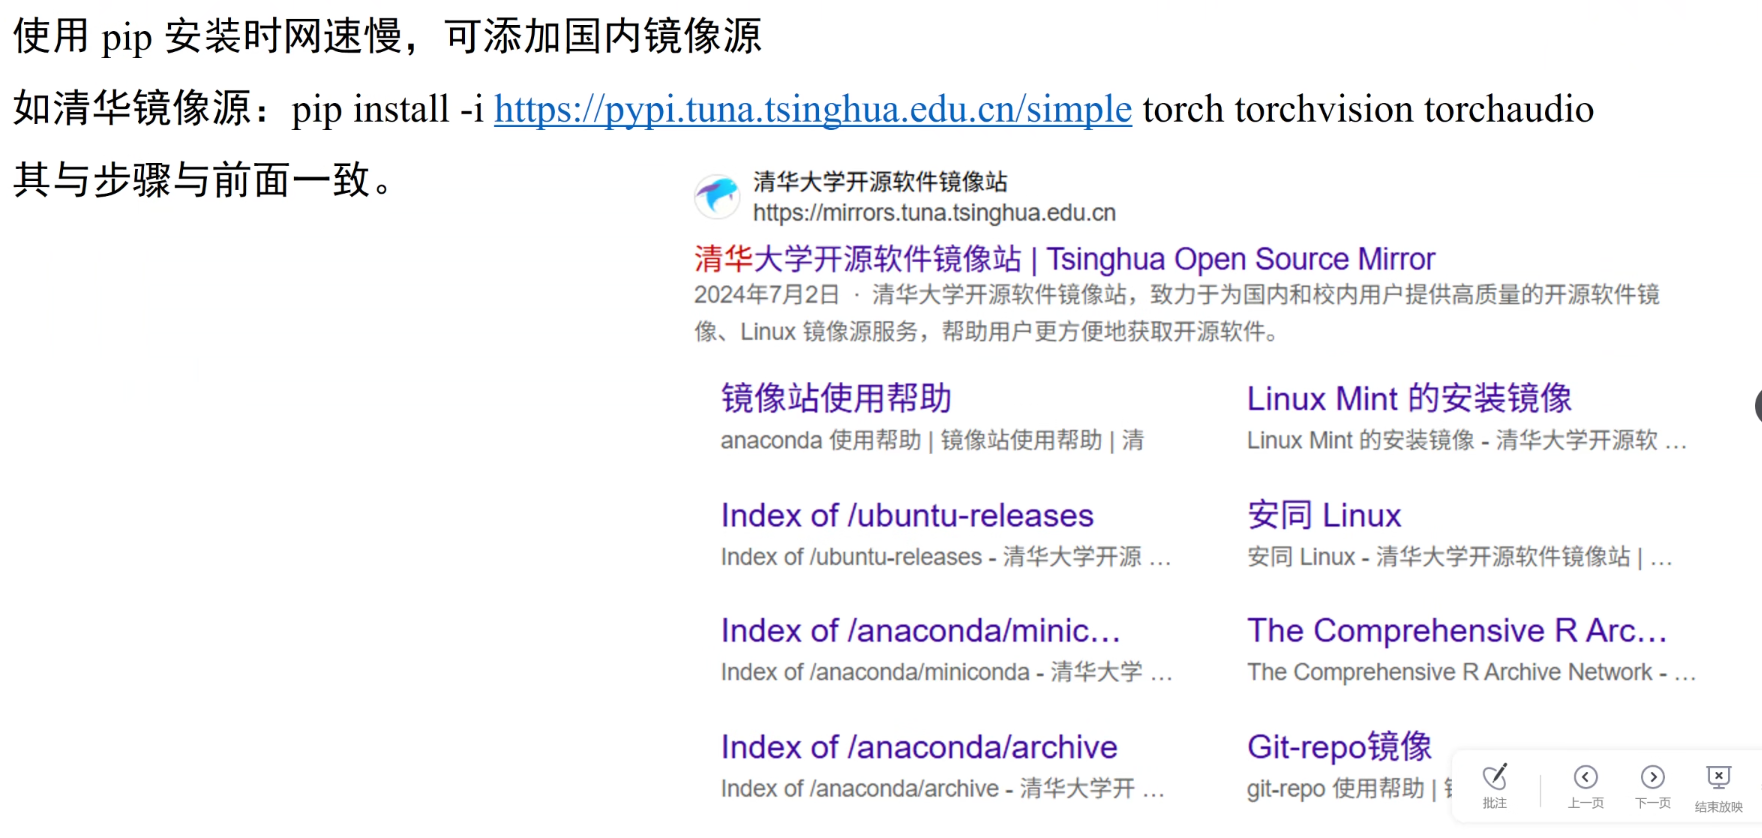 使用 pip 安装时网速慢，可添加国内镜像源
如清华镜像源：pip install -i https://pypi.tuna.tsinghua.edu.cn/simple torch torchvision torchaudio
其与步骤与前面一致。
清华大学开源软件镜像站
https://mirrors.tuna.tsinghua.edu.cn
清华大学开源软件镜像站 | Tsinghua Open Source Mirror
2024年7月2日 · 清华大学开源软件镜像站，致力于为国内和校内用户提供高质量的开源软件镜
像、Linux 镜像源服务，帮助用户更方便地获取开源软件。
镜像站使用帮助
anaconda 使用帮助 | 镜像站使用帮助 | 清
Linux Mint 的安装镜像
Linux Mint 的安装镜像 - 清华大学开源软 ...
Index of /ubuntu-releases
Index of /ubuntu-releases - 清华大学开源 ...
安同 Linux
安同 Linux - 清华大学开源软件镜像站 | ...
Index of /anaconda/minic...
Index of /anaconda/miniconda - 清华大学 ...
The Comprehensive R Arc...
The Comprehensive R Archive Network - ...
Index of /anaconda/archive
Index of /anaconda/archive - 清华大学开 ...
Git-repo镜像
git-repo 使用帮助 |
批注
上一页
下一页
结束放映